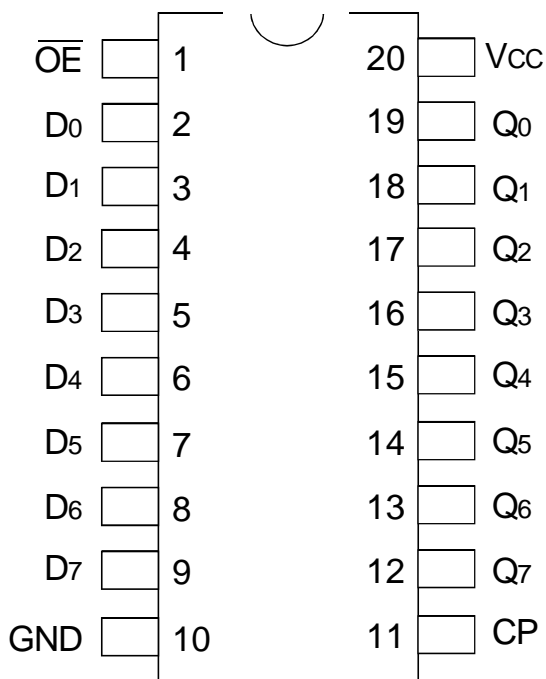 O̅E̅ 1 20 VCC
D0 2 19 Q0
D1 3 18 Q1
D2 4 17 Q2
D3 5 16 Q3
D4 6 15 Q4
D5 7 14 Q5
D6 8 13 Q6
D7 9 12 Q7
GND 10 11 CP